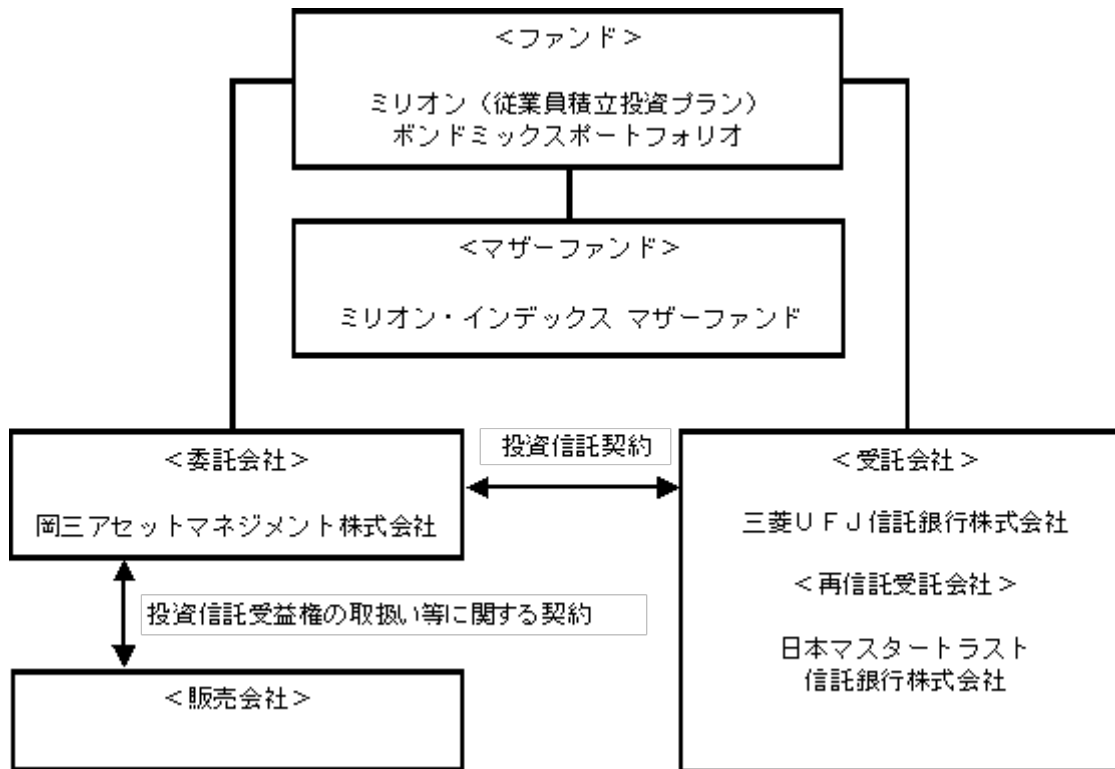 ＜ファンド＞
ミリオン（従業員積立投資プラン）
ボンドミックスポートフォリオ
＜マザーファンド＞
ミリオン・インデックス マザーファンド
＜委託会社＞
岡三アセットマネジメント株式会社
投資信託契約
＜受託会社＞
三菱ＵＦＪ信託銀行株式会社
＜再信託受託会社＞
日本マスタートラスト
信託銀行株式会社
投資信託受益権の取扱い等に関する契約
＜販売会社＞